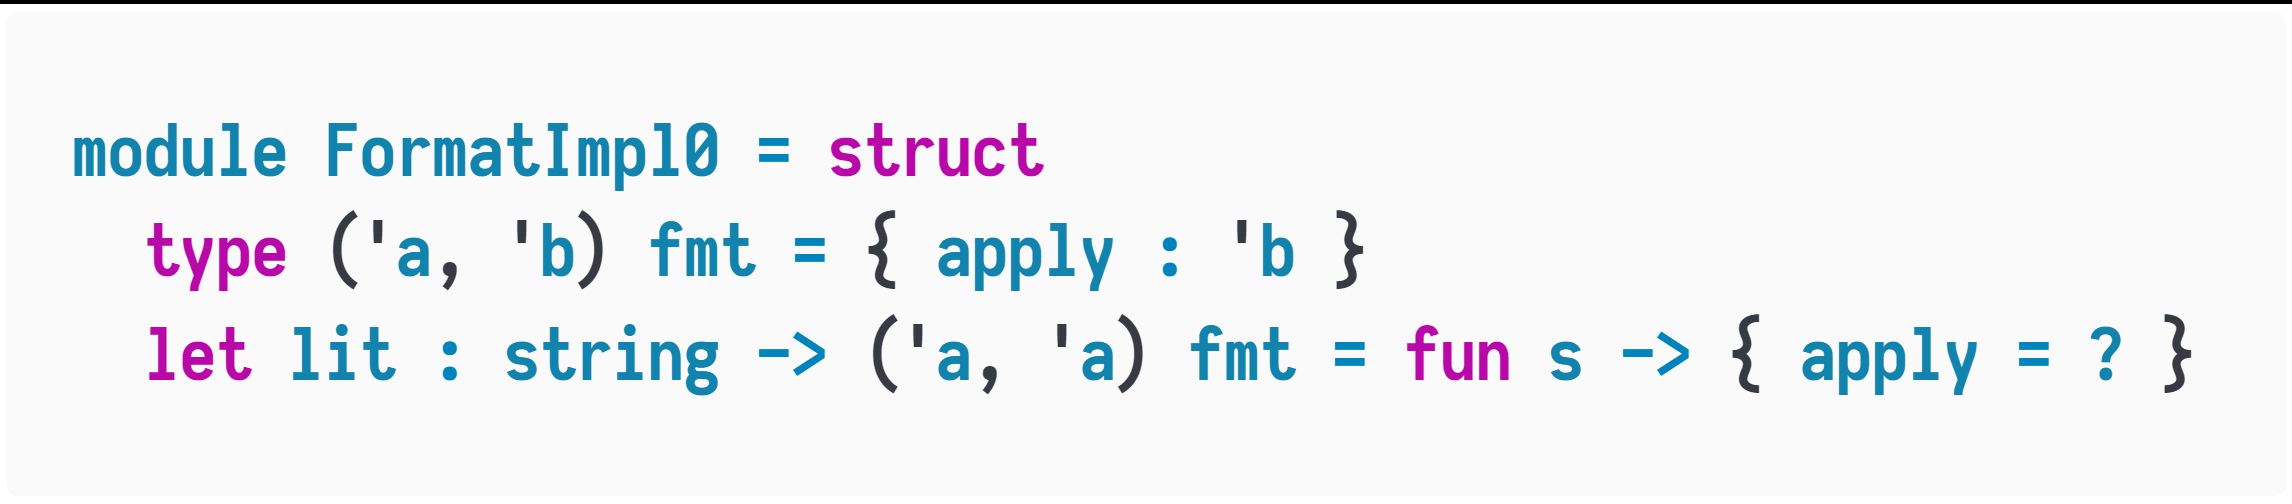 module FormatImpl0 = struct
type ('a, 'b) fmt = { apply : 'b }
let lit : string -> ('a, 'a) fmt = fun s -> { apply = ? }